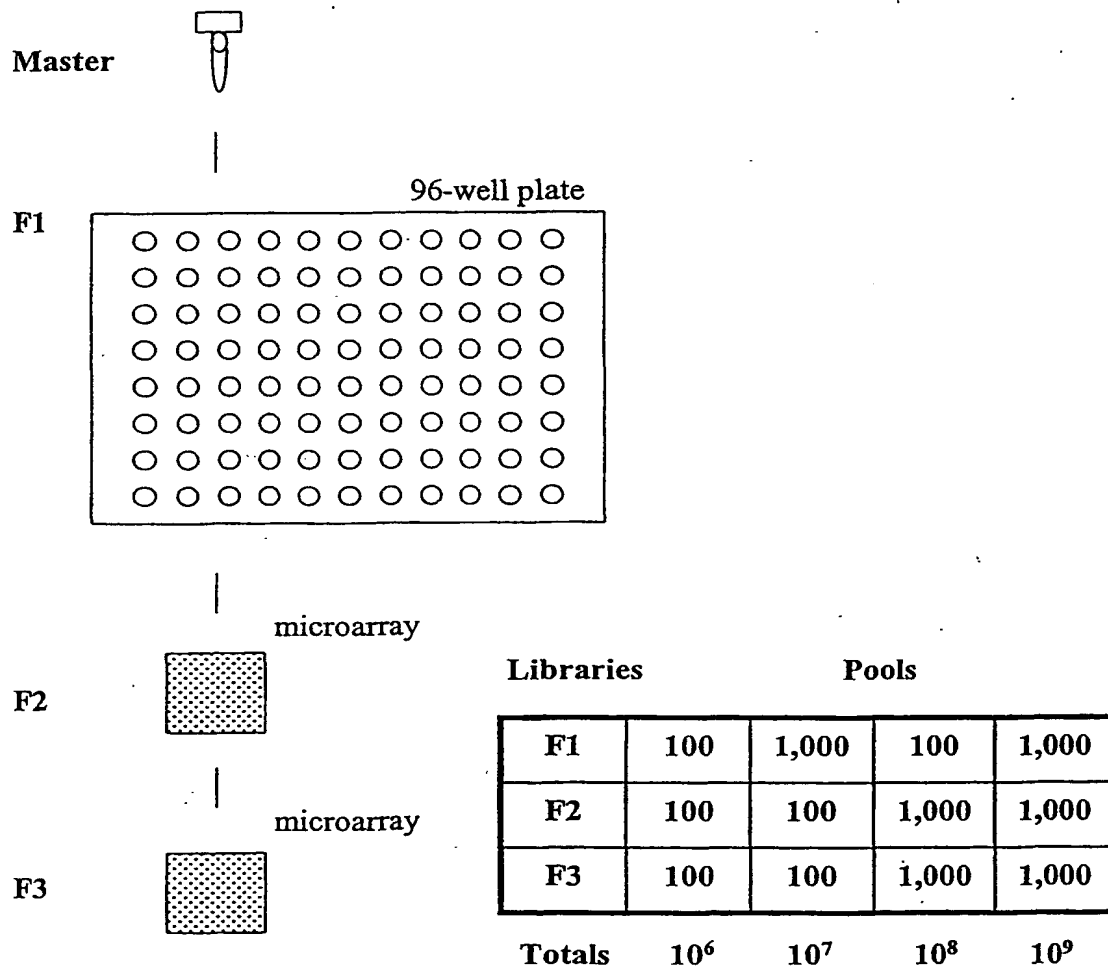 Master
96-well plate
F1
microarray
F2
microarray
F3
Libraries Pools
F1 100 1,000 100 1,000
F2 100 100 1,000 1,000
F3 100 100 1,000 1,000
Totals 10⁶ 10⁷ 10⁸ 10⁹